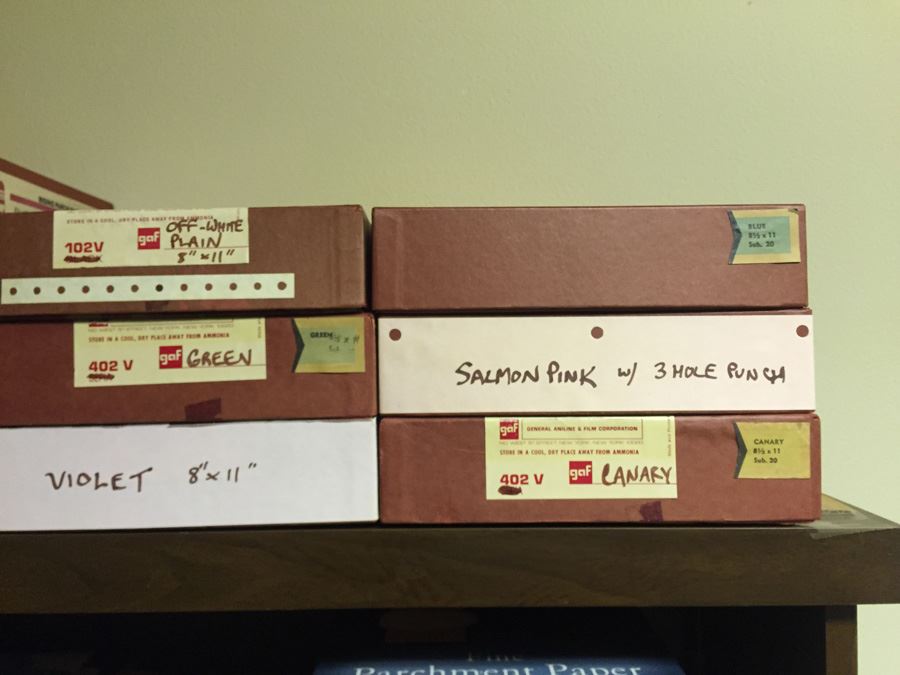 STORE IN A COOL, DRY PLACE AWAY FROM AMMONIA
102V
gaf
OFF-WHITE
PLAIN
8" x 11"
BLUE
8½ x 11
Sub. 20
STORE IN A COOL, DRY PLACE AWAY FROM AMMONIA
402 V
gaf
GREEN
GREEN
SALMON PINK w/ 3 HOLE PUNCH
VIOLET 8" x 11"
gaf
GENERAL ANILINE & FILM CORPORATION
STORE IN A COOL, DRY PLACE AWAY FROM AMMONIA
402 V
gaf
CANARY
CANARY
8½ x 11
Sub. 20
Fine
Parchment Paper